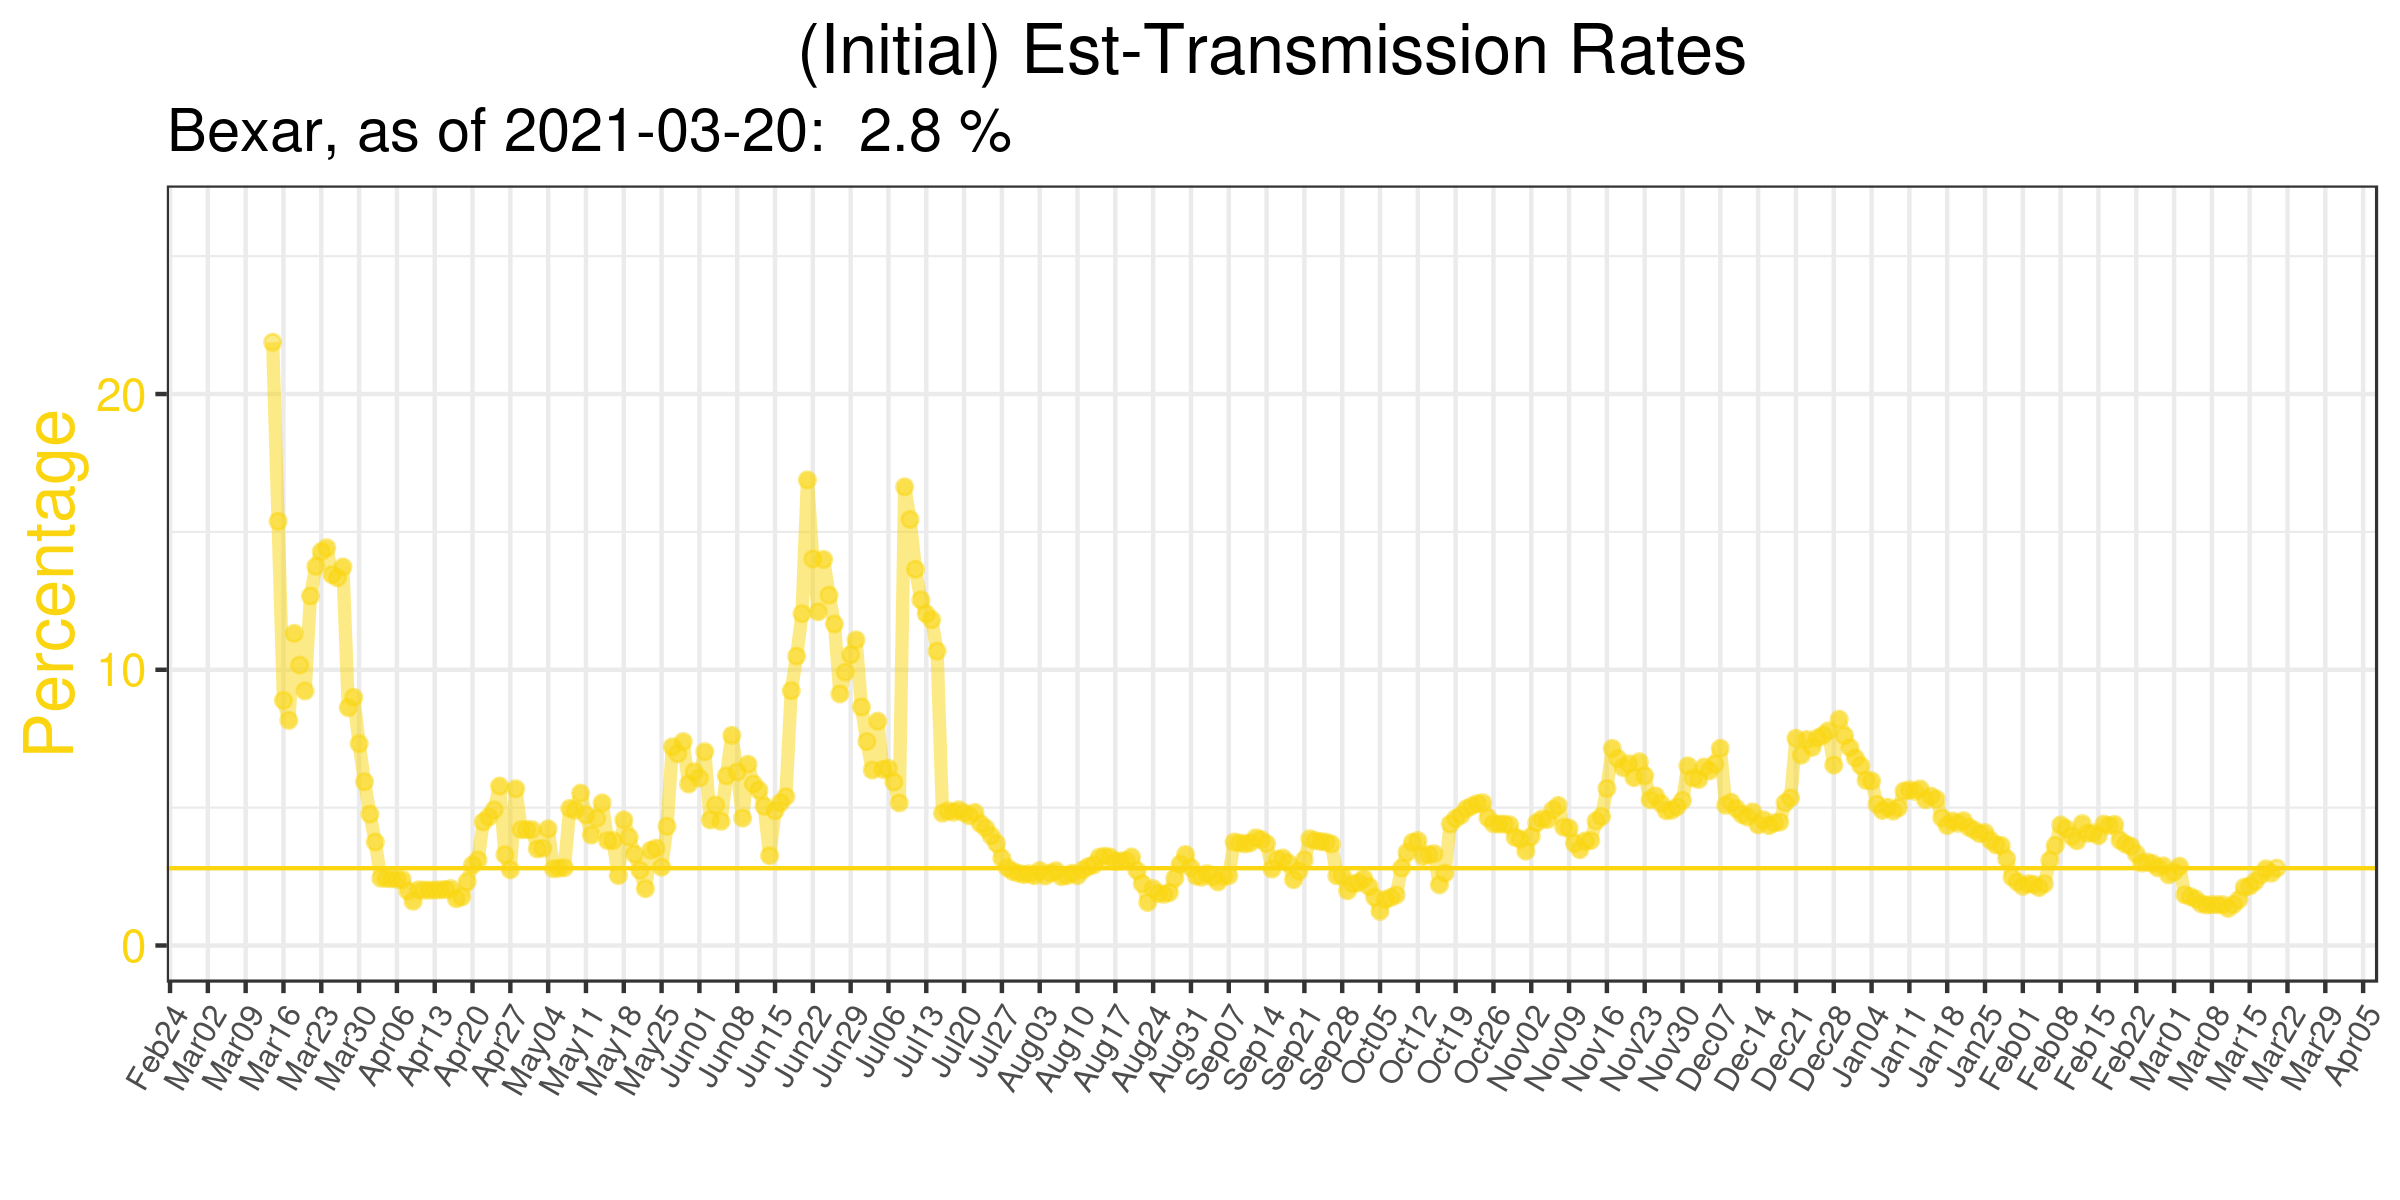 (Initial) Est-Transmission Rates
Bexar, as of 2021-03-20:  2.8 %
Percentage
20
10
0
Feb24
Mar02
Mar09
Mar16
Mar23
Mar30
Apr06
Apr13
Apr20
Apr27
May04
May11
May18
May25
Jun01
Jun08
Jun15
Jun22
Jun29
Jul06
Jul13
Jul20
Jul27
Aug03
Aug10
Aug17
Aug24
Aug31
Sep07
Sep14
Sep21
Sep28
Oct05
Oct12
Oct19
Oct26
Nov02
Nov09
Nov16
Nov23
Nov30
Dec07
Dec14
Dec21
Dec28
Jan04
Jan11
Jan18
Jan25
Feb01
Feb08
Feb15
Feb22
Mar01
Mar08
Mar15
Mar22
Mar29
Apr05